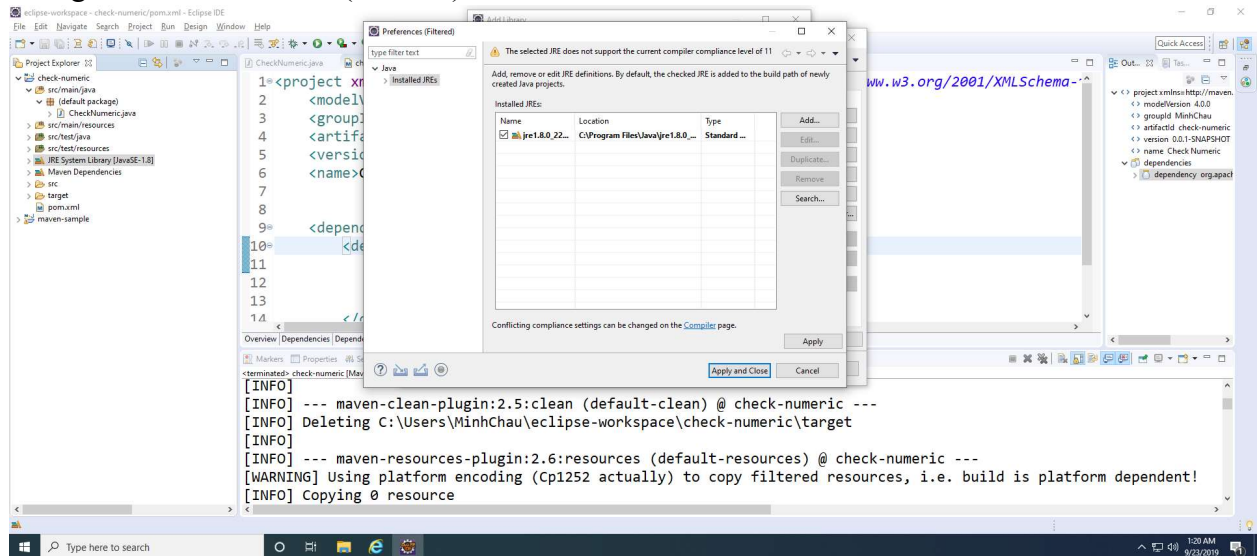 eclipse-workspace - check-numeric/pom.xml - Eclipse IDE
File Edit Navigate Search Project Run Design Window Help
Quick Access
Project Explorer
check-numeric
src/main/java
(default package)
CheckNumeric.java
src/main/resources
src/test/java
src/test/resources
JRE System Library [JavaSE-1.8]
Maven Dependencies
src
target
pom.xml
maven-sample
CheckNumeric.java
1 <project xm
2 <modelV
3 <groupI
4 <artifa
5 <versio
6 <name>C
7
8
9 <depend
10 <de
11
12
13
14
ww.w3.org/2001/XMLSchema-
Overview Dependencies Depend
Add Library
Preferences (Filtered)
type filter text
Java
Installed JREs
The selected JRE does not support the current compiler compliance level of 11
Add, remove or edit JRE definitions. By default, the checked JRE is added to the build path of newly
created Java projects.
Installed JREs:
Name Location Type
jre1.8.0_22... C:\Program Files\Java\jre1.8.0_... Standard ...
Add...
Edit...
Duplicate...
Remove
Search...
Conflicting compliance settings can be changed on the Compiler page.
Apply
Apply and Close Cancel
Out... Tas...
project xmlns=http://maven.
modelVersion 4.0.0
groupId MinhChau
artifactId check-numeric
version 0.0.1-SNAPSHOT
name Check Numeric
dependencies
dependency org.apach
Markers Properties Se
<terminated> check-numeric [Mav
[INFO]
[INFO] --- maven-clean-plugin:2.5:clean (default-clean) @ check-numeric ---
[INFO] Deleting C:\Users\MinhChau\eclipse-workspace\check-numeric\target
[INFO]
[INFO] --- maven-resources-plugin:2.6:resources (default-resources) @ check-numeric ---
[WARNING] Using platform encoding (Cp1252 actually) to copy filtered resources, i.e. build is platform dependent!
[INFO] Copying 0 resource
Type here to search
1:20 AM
9/23/2019